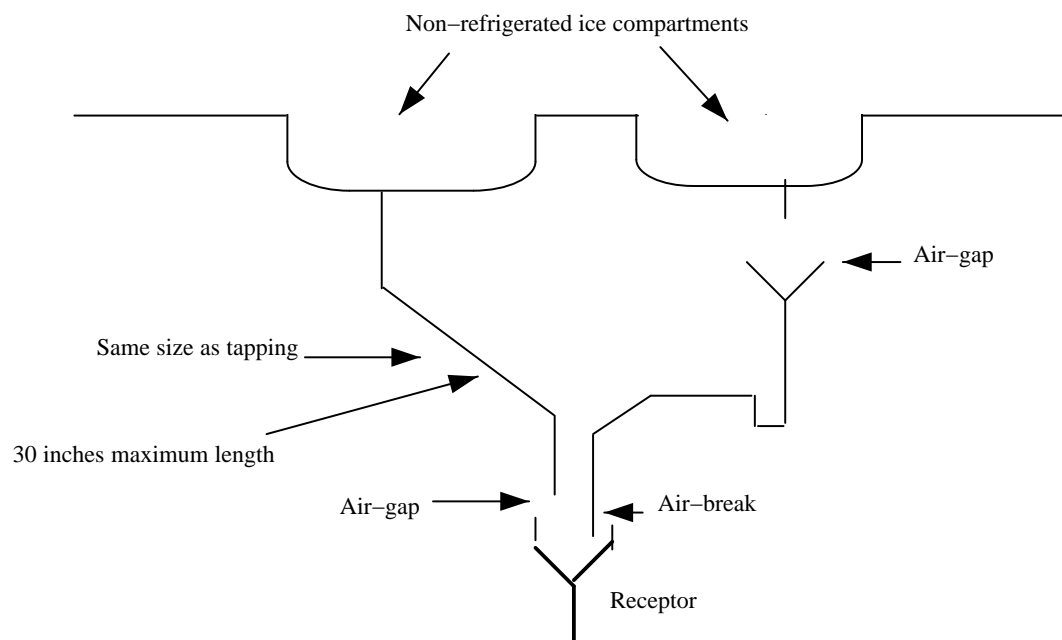 Non−refrigerated ice compartments
Air−gap
Same size as tapping
30 inches maximum length
Air−gap
Air−break
Receptor